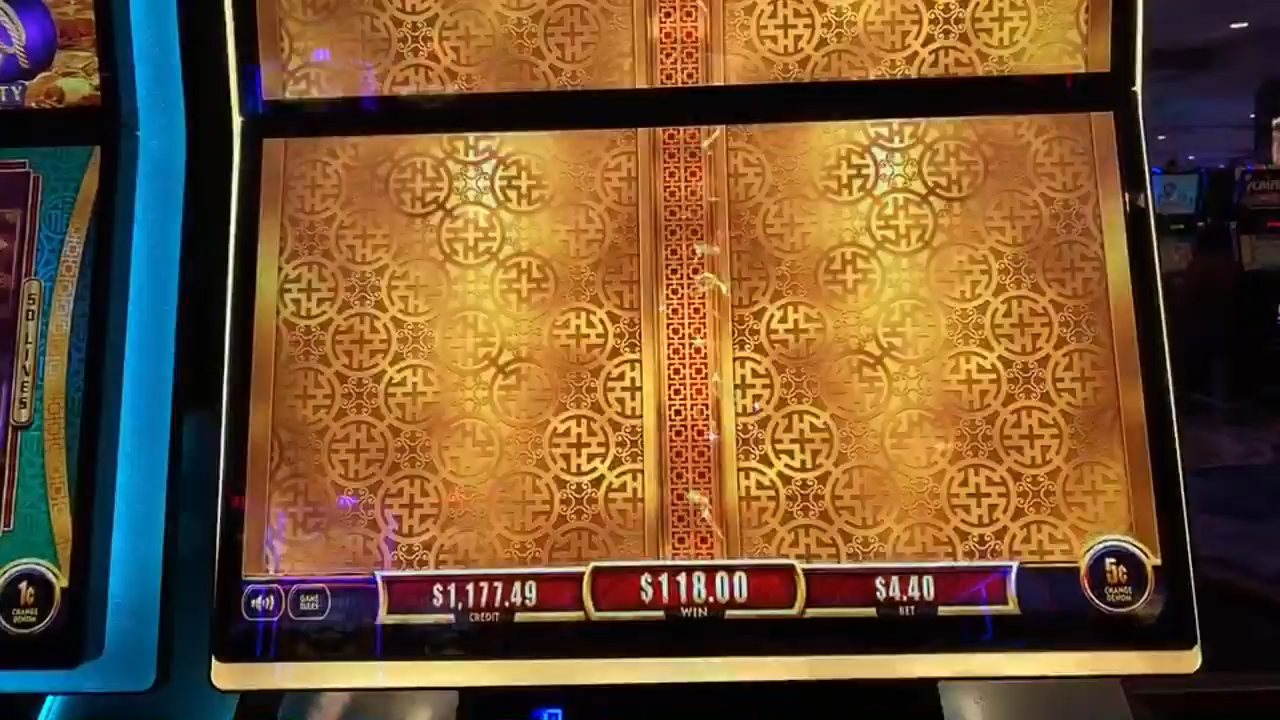 TY
50 LINES
1¢
CHANGE
DENOM
GAME
RULES
$1,177.49
CREDIT
$118.00
WIN
$4.40
BET
5¢
CHANGE
DENOM